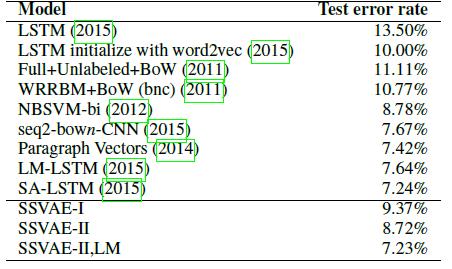 Model Test error rate
LSTM (2015) 13.50%
LSTM initialize with word2vec (2015) 10.00%
Full+Unlabeled+BoW (2011) 11.11%
WRRBM+BoW (bnc) (2011) 10.77%
NBSVM-bi (2012) 8.78%
seq2-bown-CNN (2015) 7.67%
Paragraph Vectors (2014) 7.42%
LM-LSTM (2015) 7.64%
SA-LSTM (2015) 7.24%
SSVAE-I 9.37%
SSVAE-II 8.72%
SSVAE-II,LM 7.23%